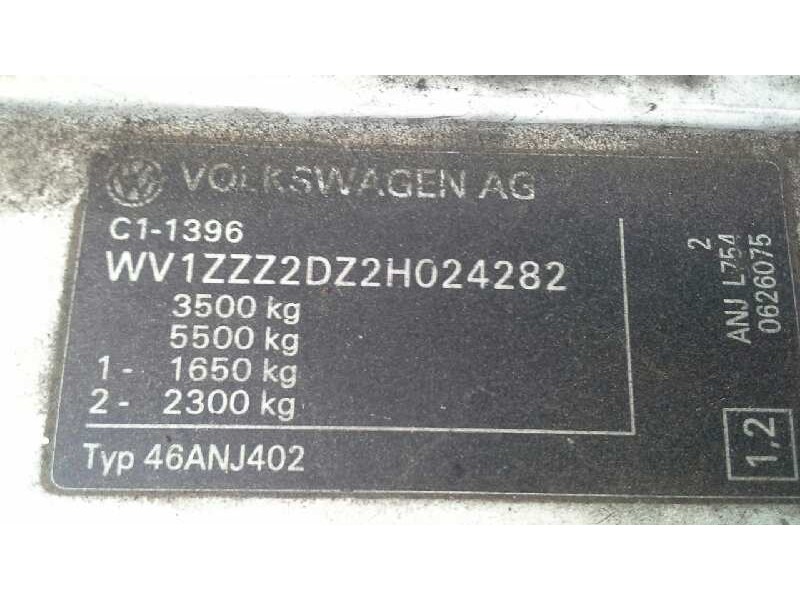 VOLKSWAGEN AG
C1-1396
WV1ZZZ2DZ2H024282
3500 kg
5500 kg
1 - 1650 kg
2 - 2300 kg
Typ 46ANJ402
2
ANJ L754
0626075
1,2